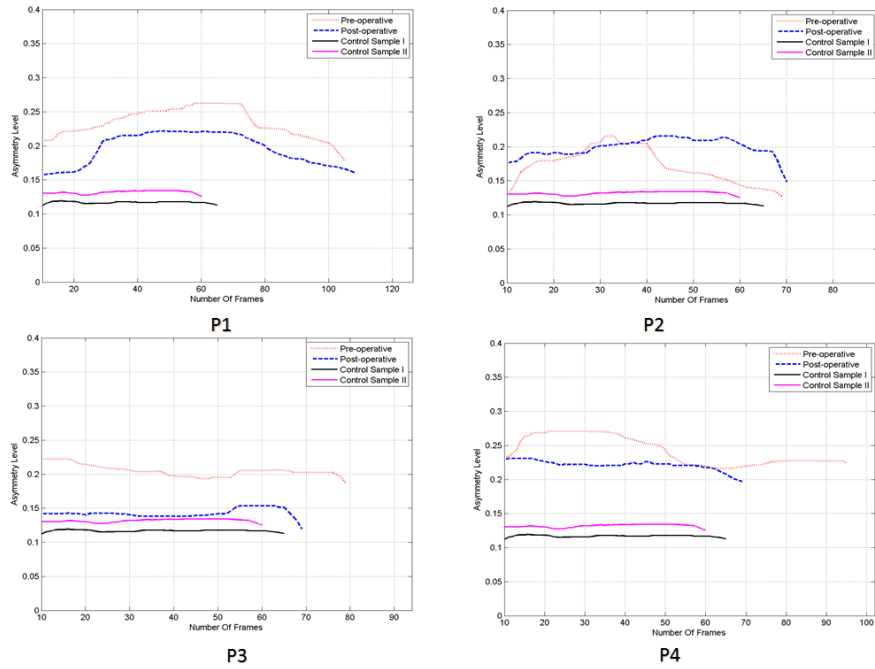 0.4
0.35
0.3
0.25
0.2
0.15
0.1
0.05
0
Asymmetry Level
20 40 60 80 100 120
Number Of Frames
Pre-operative
Post-operative
Control Sample I
Control Sample II
P1
0.4
0.35
0.3
0.25
0.2
0.15
0.1
0.05
0
Asymmetry Level
10 20 30 40 50 60 70 80
Number Of Frames
Pre-operative
Post-operative
Control Sample I
Control Sample II
P2
0.4
0.35
0.3
0.25
0.2
0.15
0.1
0.05
0
Asymmetry Level
10 20 30 40 50 60 70 80 90
Number Of Frames
Pre-operative
Post-operative
Control Sample I
Control Sample II
P3
0.4
0.35
0.3
0.25
0.2
0.15
0.1
0.05
0
Asymmetry Level
10 20 30 40 50 60 70 80 90 100
Number Of Frames
Pre-operative
Post-operative
Control Sample I
Control Sample II
P4